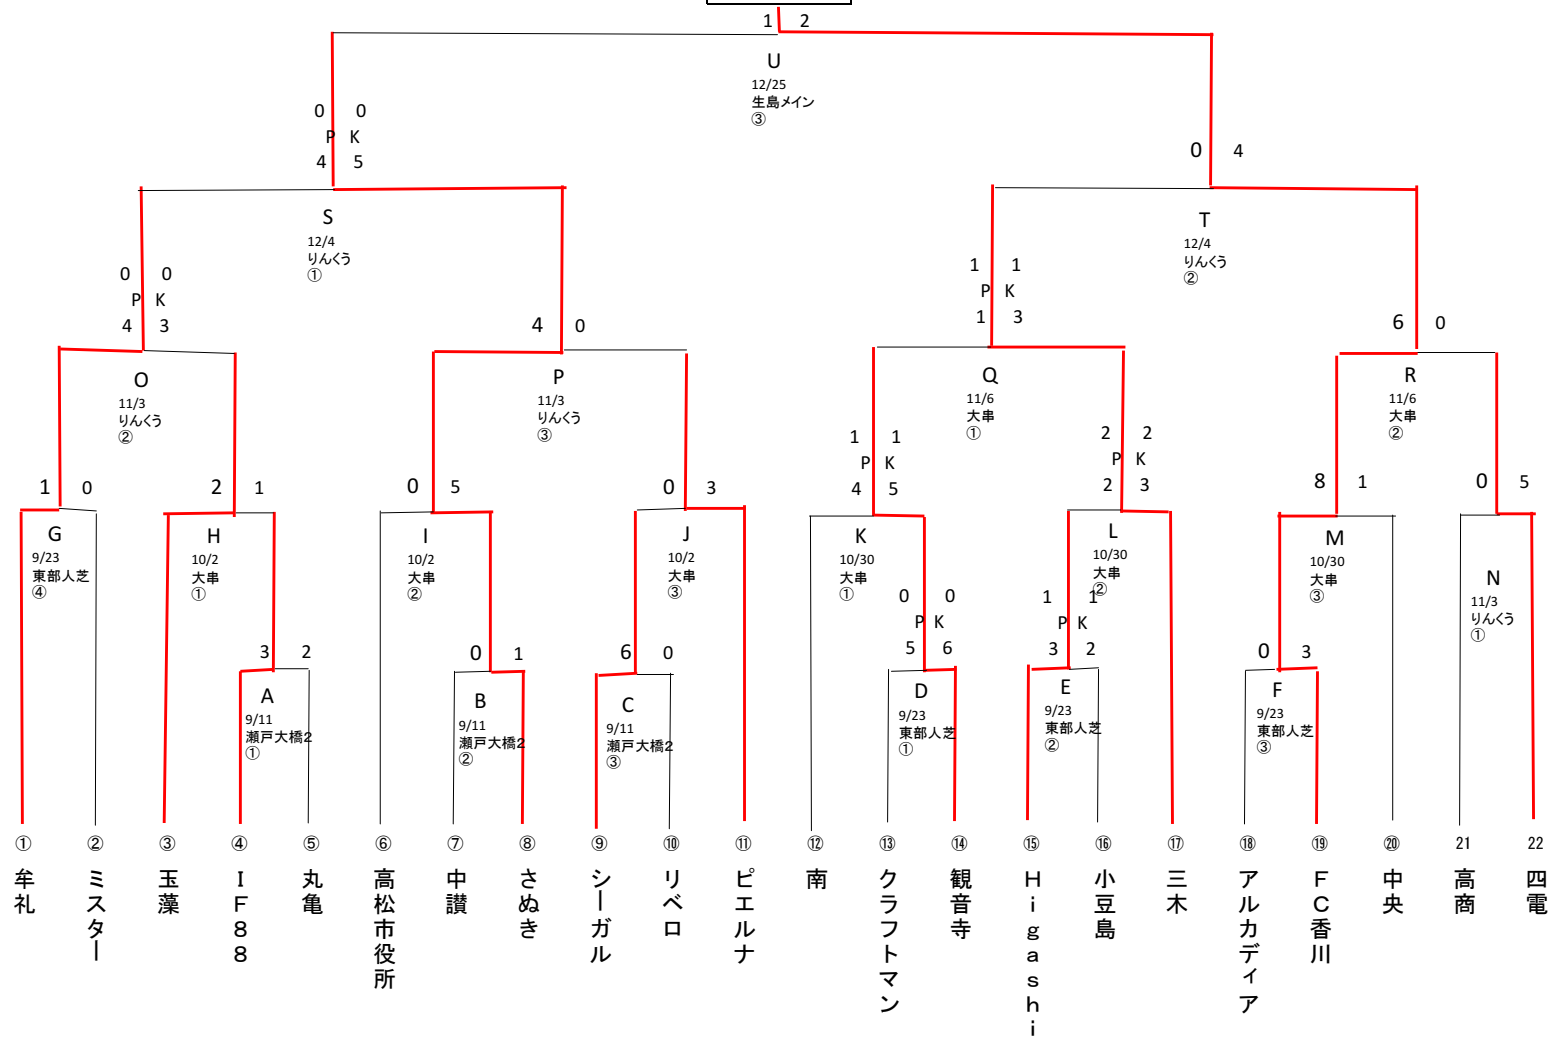 1 2
U
12/25
生島メイン
③
0 0
P K
4 5
0 4
S
12/4
りんくう
①
T
12/4
りんくう
②
0 0
P K
4 3
1 1
P K
1 3
4 0
6 0
O
11/3
りんくう
②
P
11/3
りんくう
③
Q
11/6
大串
①
R
11/6
大串
②
1 0
2 1
0 5
0 3
1 1
P K
4 5
2 2
P K
2 3
8 1
0 5
G
9/23
東部人芝
④
H
10/2
大串
①
I
10/2
大串
②
J
10/2
大串
③
K
10/30
大串
①
L
10/30
大串
②
M
10/30
大串
③
N
11/3
りんくう
①
3 2
0 1
6 0
0 0
P K
5 6
1 1
P K
3 2
0 3
A
9/11
瀬戸大橋2
①
B
9/11
瀬戸大橋2
②
C
9/11
瀬戸大橋2
③
D
9/23
東部人芝
①
E
9/23
東部人芝
②
F
9/23
東部人芝
③
① ② ③ ④ ⑤ ⑥ ⑦ ⑧ ⑨ ⑩ ⑪ ⑫ ⑬ ⑭ ⑮ ⑯ ⑰ ⑱ ⑲ ⑳ 21 22
牟礼
ミスター
玉藻
IF88
丸亀
高松市役所
中讃
さぬき
シーガル
リベロ
ピエルナ
南
クラフトマン
観音寺
Higashi
小豆島
三木
アルカディア
FC香川
中央
高商
四電